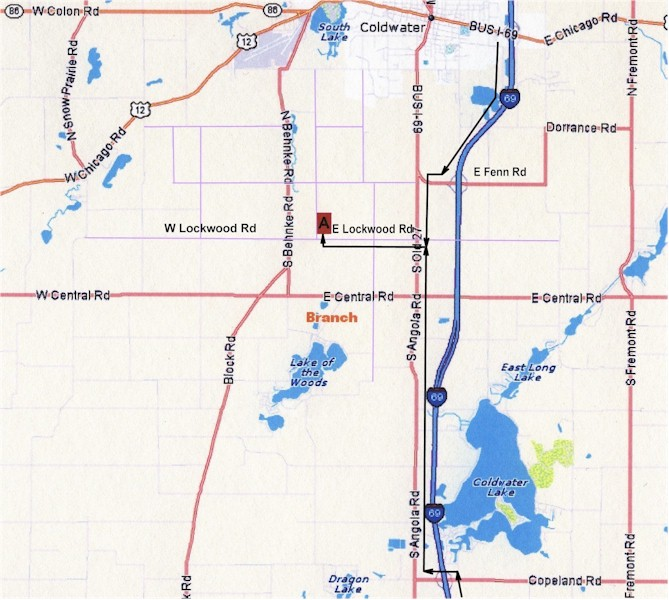 86
W Colon Rd
86
South
Lake
Coldwater
BUS I-69
E Chicago Rd
N Fremont Rd
12
N Snow Prairie Rd
12
W Chicago Rd
N Behnke Rd
BUS I-69
69
Dorrance Rd
E Fenn Rd
W Lockwood Rd
A
E Lockwood Rd
S Behnke Rd
S Old 27
W Central Rd
E Central Rd
E Central Rd
Branch
S Angola Rd
Block Rd
Lake of
the
Woods
East Long
Lake
S Fremont Rd
69
Coldwater
Lake
69
S Angola Rd
Dragon
Lake
Copeland Rd
Fremont Rd
k Rd